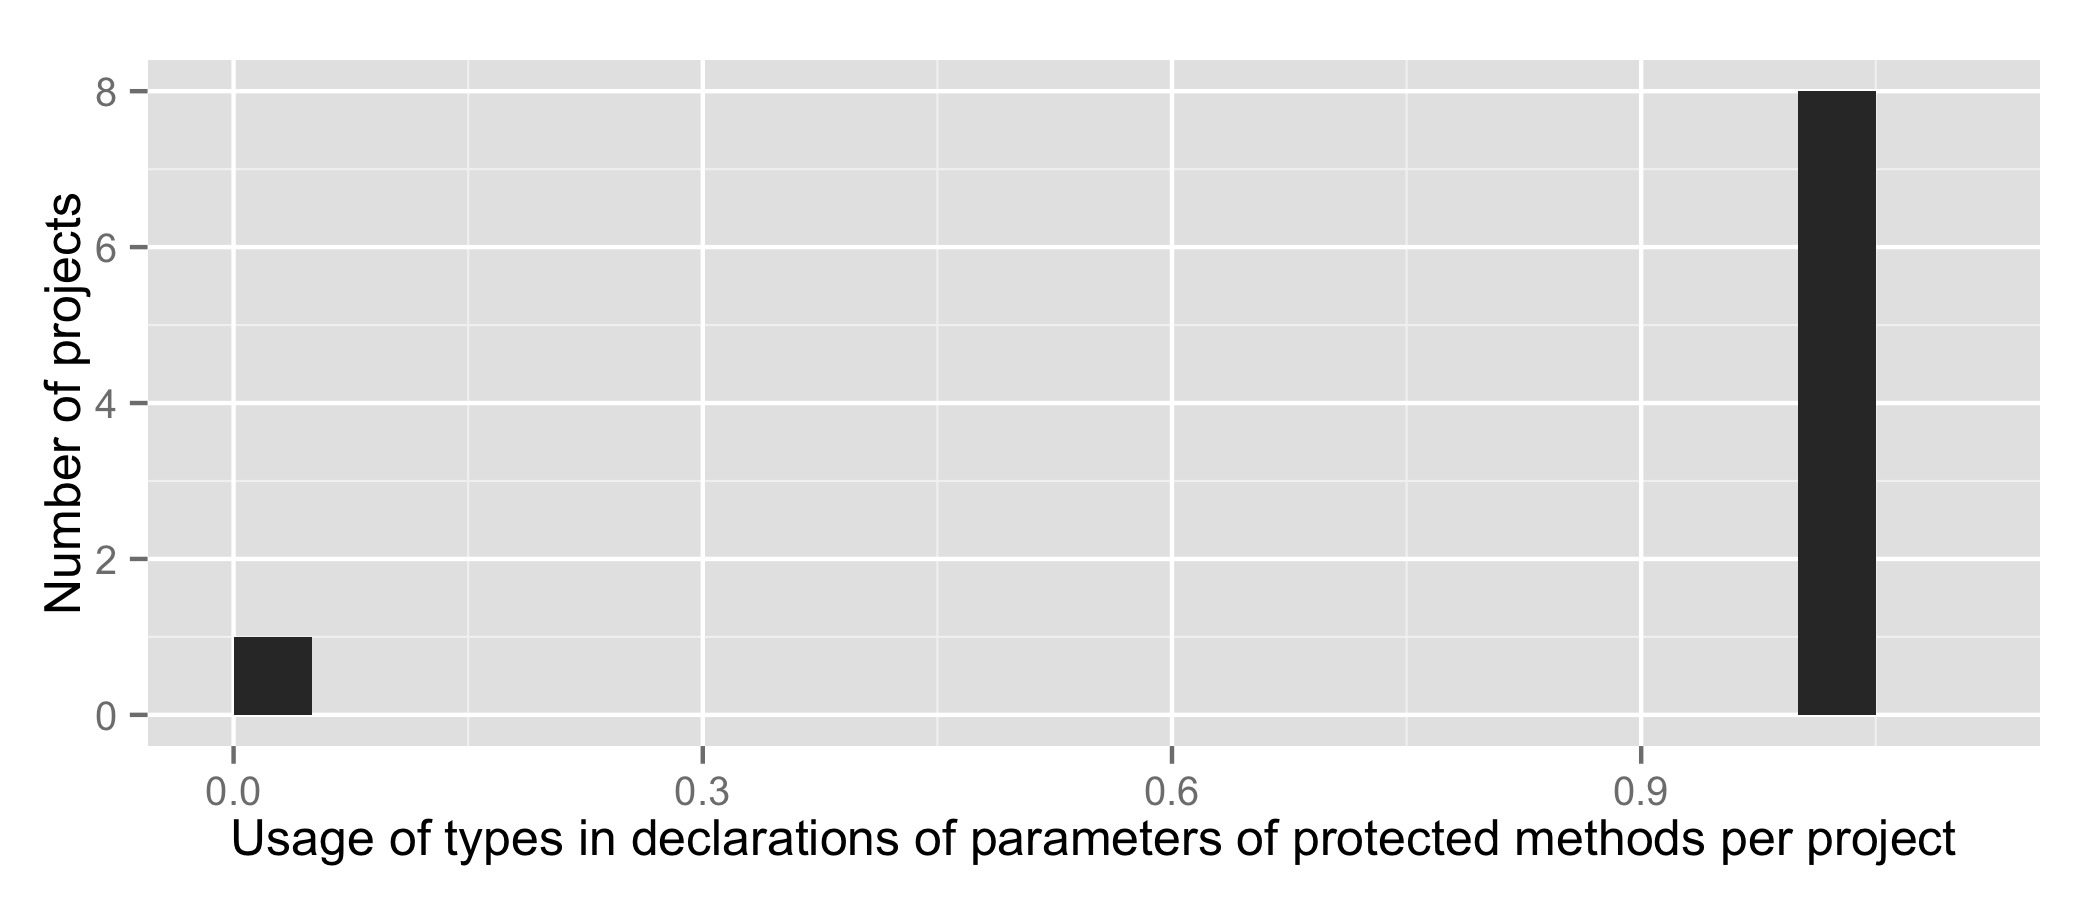 Number of projects
8
6
4
2
0
0.0 0.3 0.6 0.9
Usage of types in declarations of parameters of protected methods per project